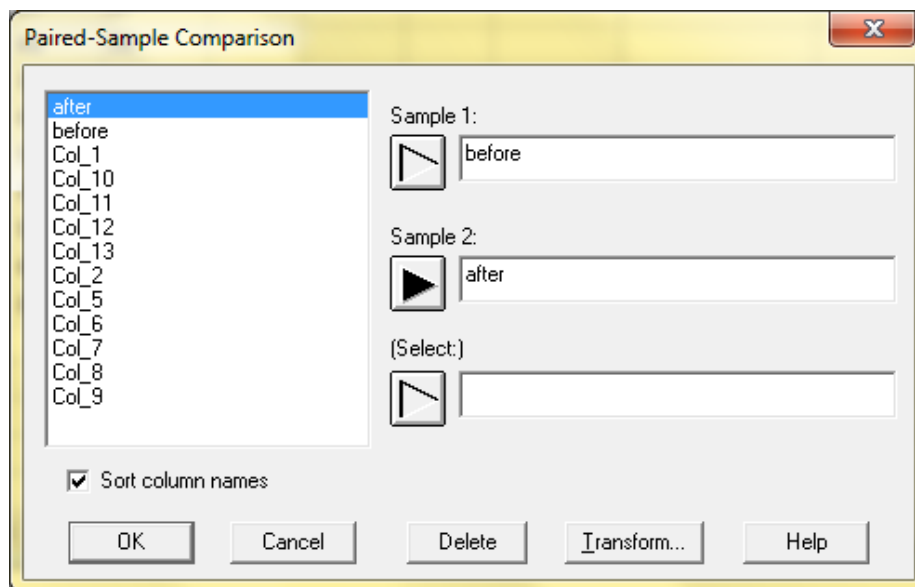 Paired-Sample Comparison
after
before
Col_1
Col_10
Col_11
Col_12
Col_13
Col_2
Col_5
Col_6
Col_7
Col_8
Col_9
Sample 1:
before
Sample 2:
after
(Select:)
Sort column names
OK Cancel Delete Transform... Help